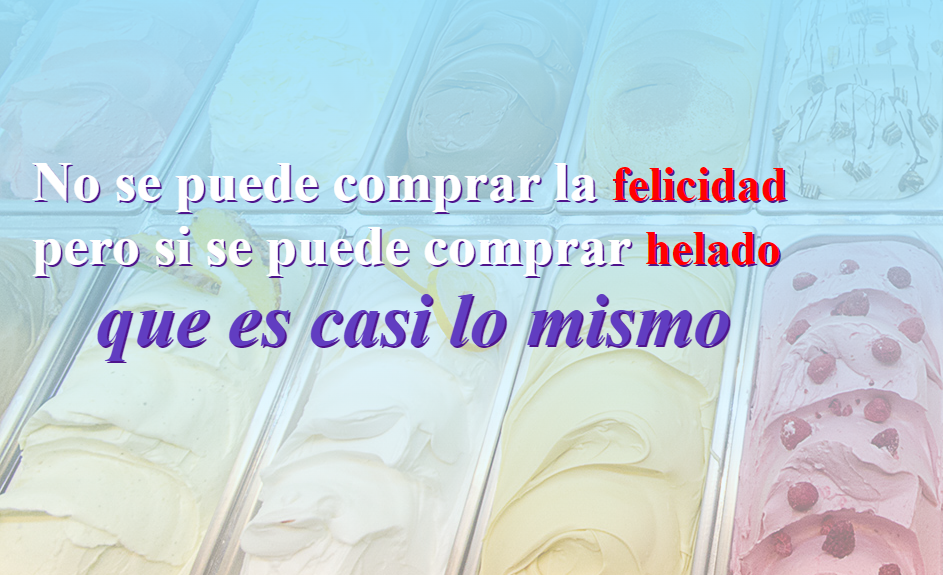 No se puede comprar la felicidad
pero si se puede comprar helado
que es casi lo mismo